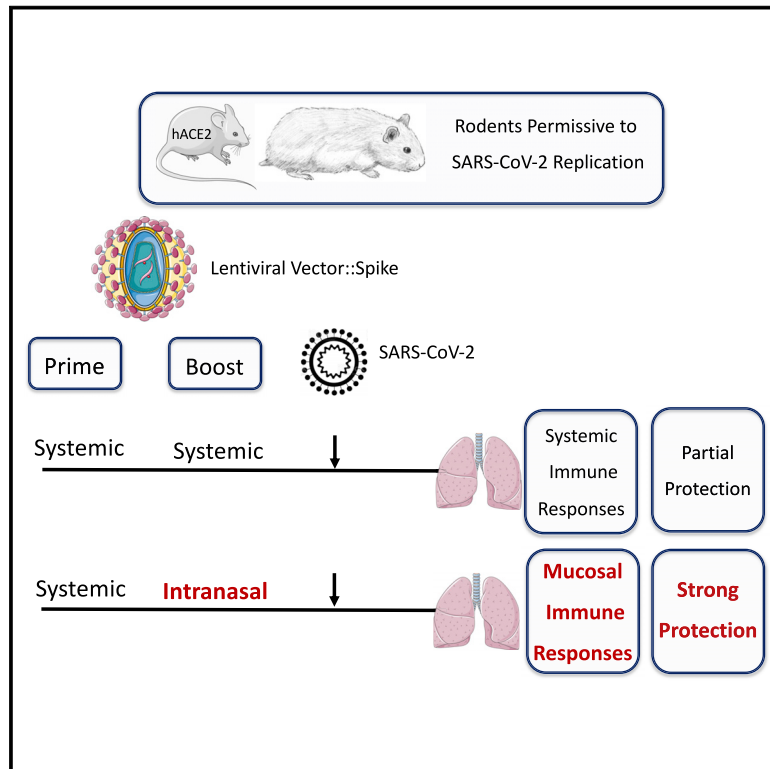 hACE2
Rodents Permissive to
SARS-CoV-2 Replication
Lentiviral Vector::Spike
Prime
Boost
SARS-CoV-2
Systemic
Systemic
Systemic
Immune
Responses
Partial
Protection
Systemic
Intranasal
Mucosal
Immune
Responses
Strong
Protection